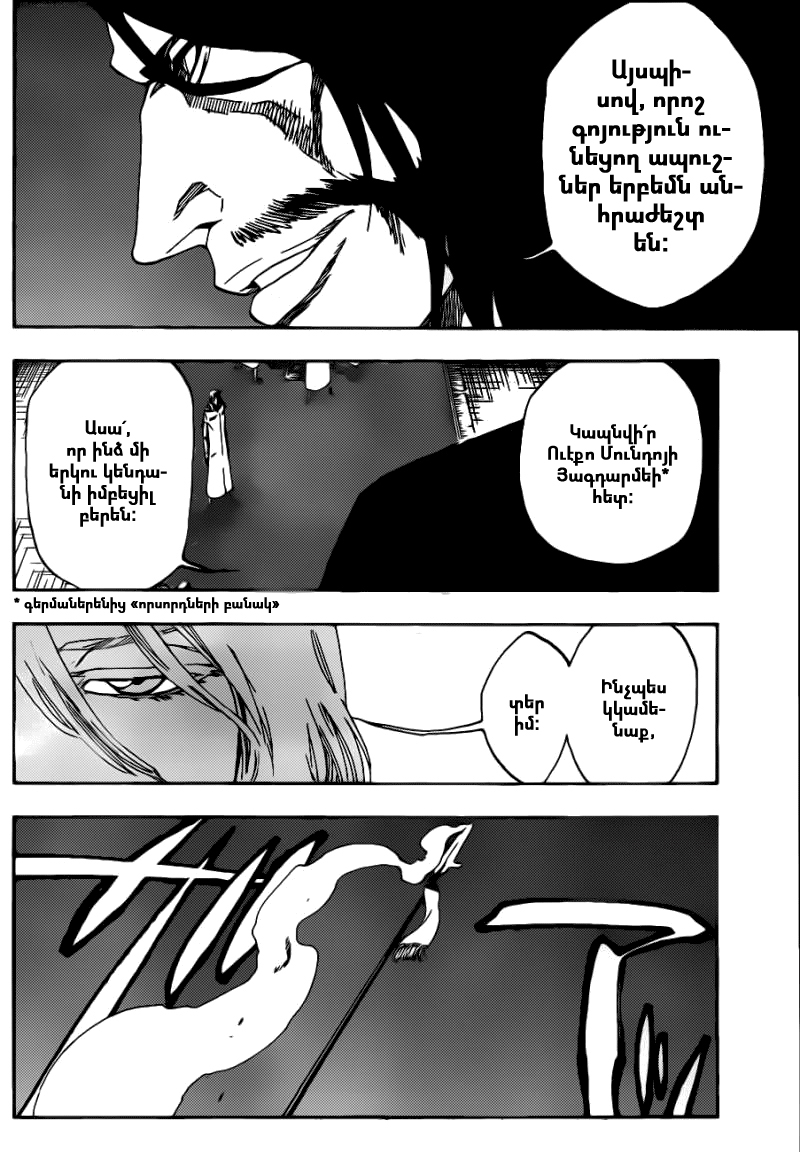 Այսպի-
սով, որոշ
գոյություն ու-
նեցող ապուշ-
ներ երբեմն ան-
հրաժեշտ
են:
Կապնվի՛ր
Ուէքո Մունդոյի
Յագդարմեի*
հետ:
Ասա՛,
որ ինձ մի
երկու կենդա-
նի իմբեցիլ
բերեն:
* գերմաներենից «որսորդների բանակ»
Ինչպես
կկամե-
նաք,
տեր
իմ: